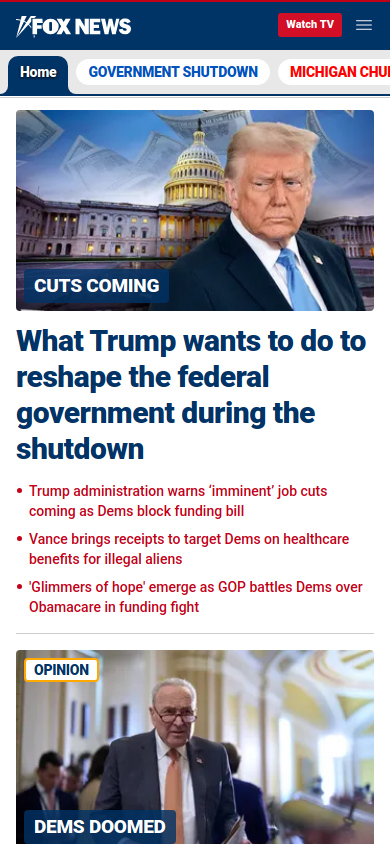 FOX NEWS
Watch TV
Home
GOVERNMENT SHUTDOWN
MICHIGAN CHU
CUTS COMING
What Trump wants to do to
reshape the federal
government during the
shutdown
• Trump administration warns ‘imminent’ job cuts
coming as Dems block funding bill
• Vance brings receipts to target Dems on healthcare
benefits for illegal aliens
• 'Glimmers of hope' emerge as GOP battles Dems over
Obamacare in funding fight
OPINION
DEMS DOOMED